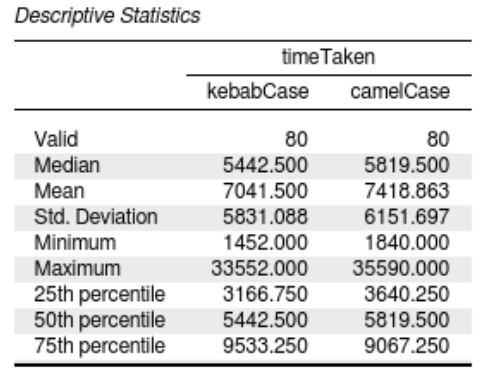 Descriptive Statistics
timeTaken
kebabCase camelCase
Valid 80 80
Median 5442.500 5819.500
Mean 7041.500 7418.863
Std. Deviation 5831.088 6151.697
Minimum 1452.000 1840.000
Maximum 33552.000 35590.000
25th percentile 3166.750 3640.250
50th percentile 5442.500 5819.500
75th percentile 9533.250 9067.250